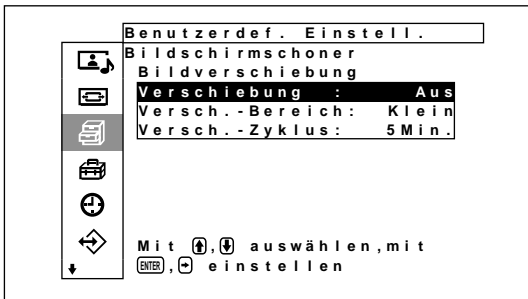 Benutzerdef. Einstell.
Bildschirmschoner
Bildverschiebung
Verschiebung : Aus
Versch.-Bereich: Klein
Versch.-Zyklus: 5Min.
Mit ↑,↓ auswählen,mit
ENTER,→ einstellen